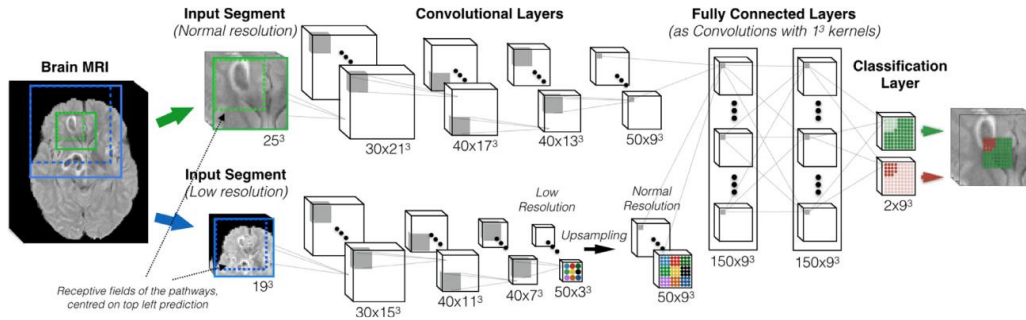 Brain MRI
Input Segment
(Normal resolution)
25³
Convolutional Layers
30x21³
40x17³
40x13³
50x9³
Fully Connected Layers
(as Convolutions with 1³ kernels)
Classification
Layer
Input Segment
(Low resolution)
19³
Receptive fields of the pathways,
centred on top left prediction
30x15³
40x11³
40x7³
50x3³
Low
Resolution
Upsampling
Normal
Resolution
50x9³
150x9³
150x9³
2x9³